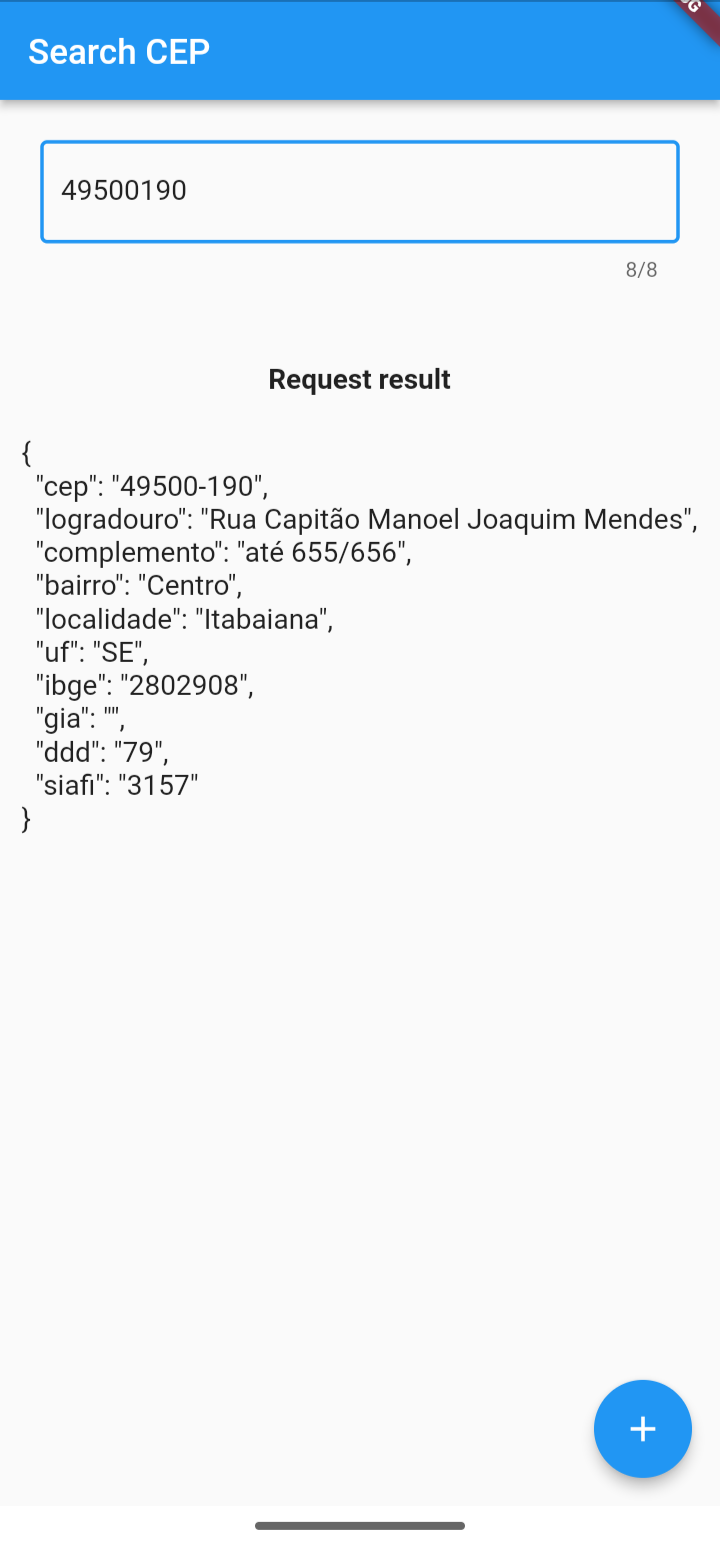 Search CEP
49500190
8/8
Request result
{
"cep": "49500-190",
"logradouro": "Rua Capitão Manoel Joaquim Mendes",
"complemento": "até 655/656",
"bairro": "Centro",
"localidade": "Itabaiana",
"uf": "SE",
"ibge": "2802908",
"gia": "",
"ddd": "79",
"siafi": "3157"
}
+